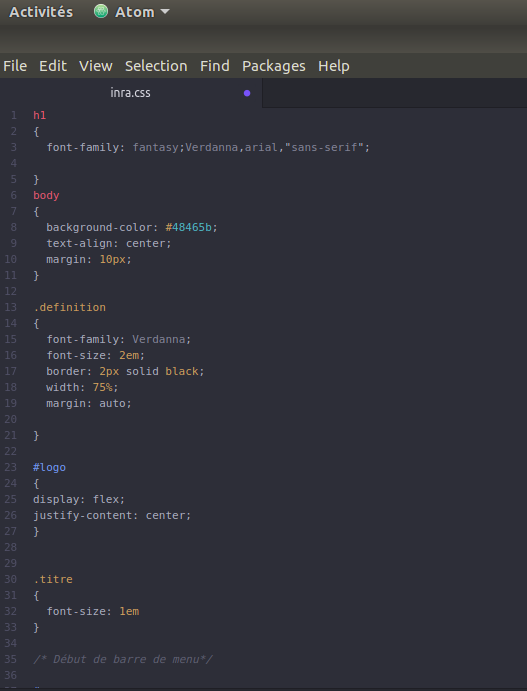 Activités Atom
File Edit View Selection Find Packages Help
inra.css
1 h1
2 {
3 font-family: fantasy;Verdanna,arial,"sans-serif";
4
5 }
6 body
7 {
8 background-color: #48465b;
9 text-align: center;
10 margin: 10px;
11 }
12
13 .definition
14 {
15 font-family: Verdanna;
16 font-size: 2em;
17 border: 2px solid black;
18 width: 75%;
19 margin: auto;
20
21 }
22
23 #logo
24 {
25 display: flex;
26 justify-content: center;
27 }
28
29
30 .titre
31 {
32 font-size: 1em
33 }
34
35 /* Début de barre de menu*/
36